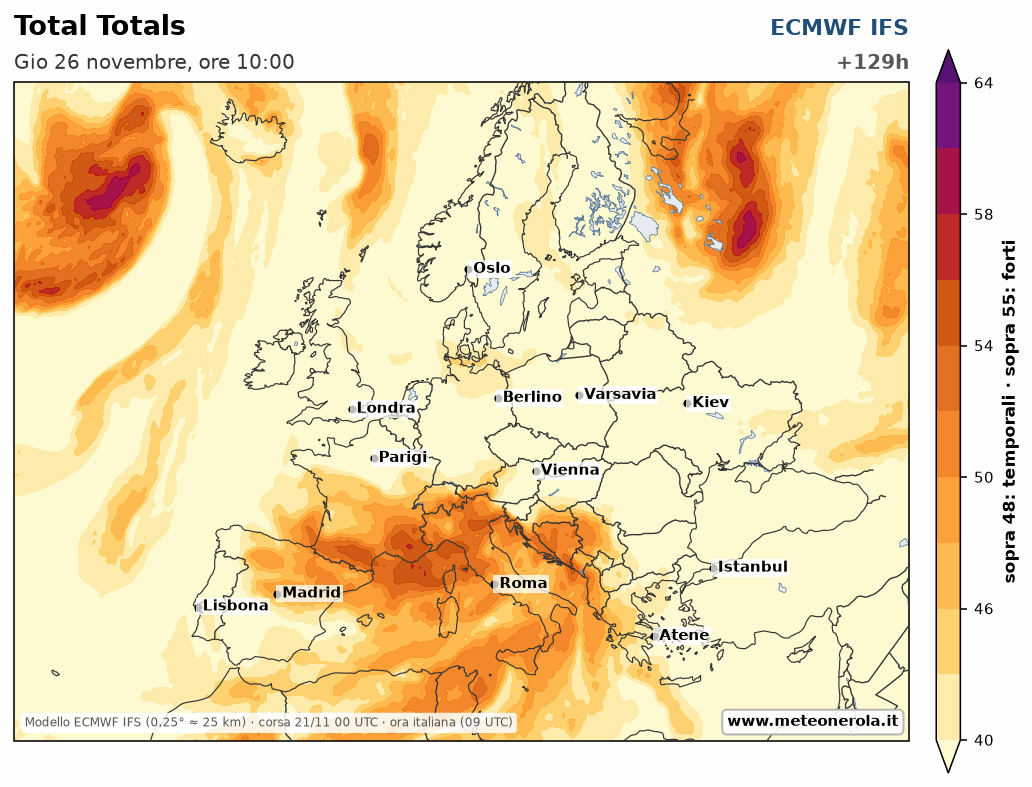 Total Totals
ECMWF IFS
Gio 26 novembre, ore 10:00
+129h
Oslo
Berlino
Varsavia
Kiev
Londra
Parigi
Vienna
Istanbul
Roma
Madrid
Lisbona
Atene
Modello ECMWF IFS (0,25° ≈ 25 km) · corsa 21/11 00 UTC · ora italiana (09 UTC)
www.meteonerola.it
64
58
54
50
46
40
sopra 48: temporali · sopra 55: forti